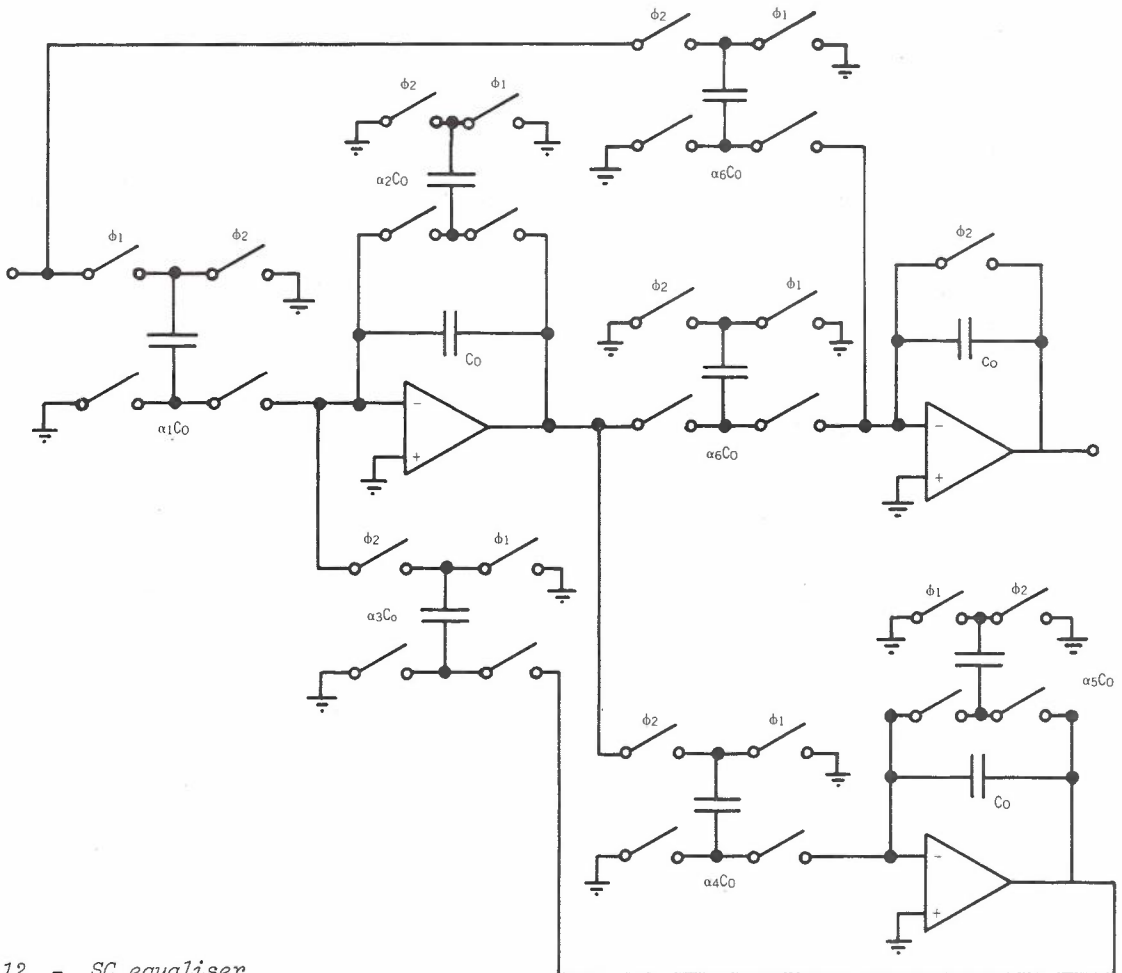 φ2 φ1
φ2 φ1
α2C0 α6C0
φ1 φ2
φ2
φ2 φ1
C0 C0
α1C0 - α6C0 -
+ +
φ2 φ1
φ1 φ2
α3C0
α5C0
φ2 φ1
C0
α4C0 -
+
12 - SC equaliser